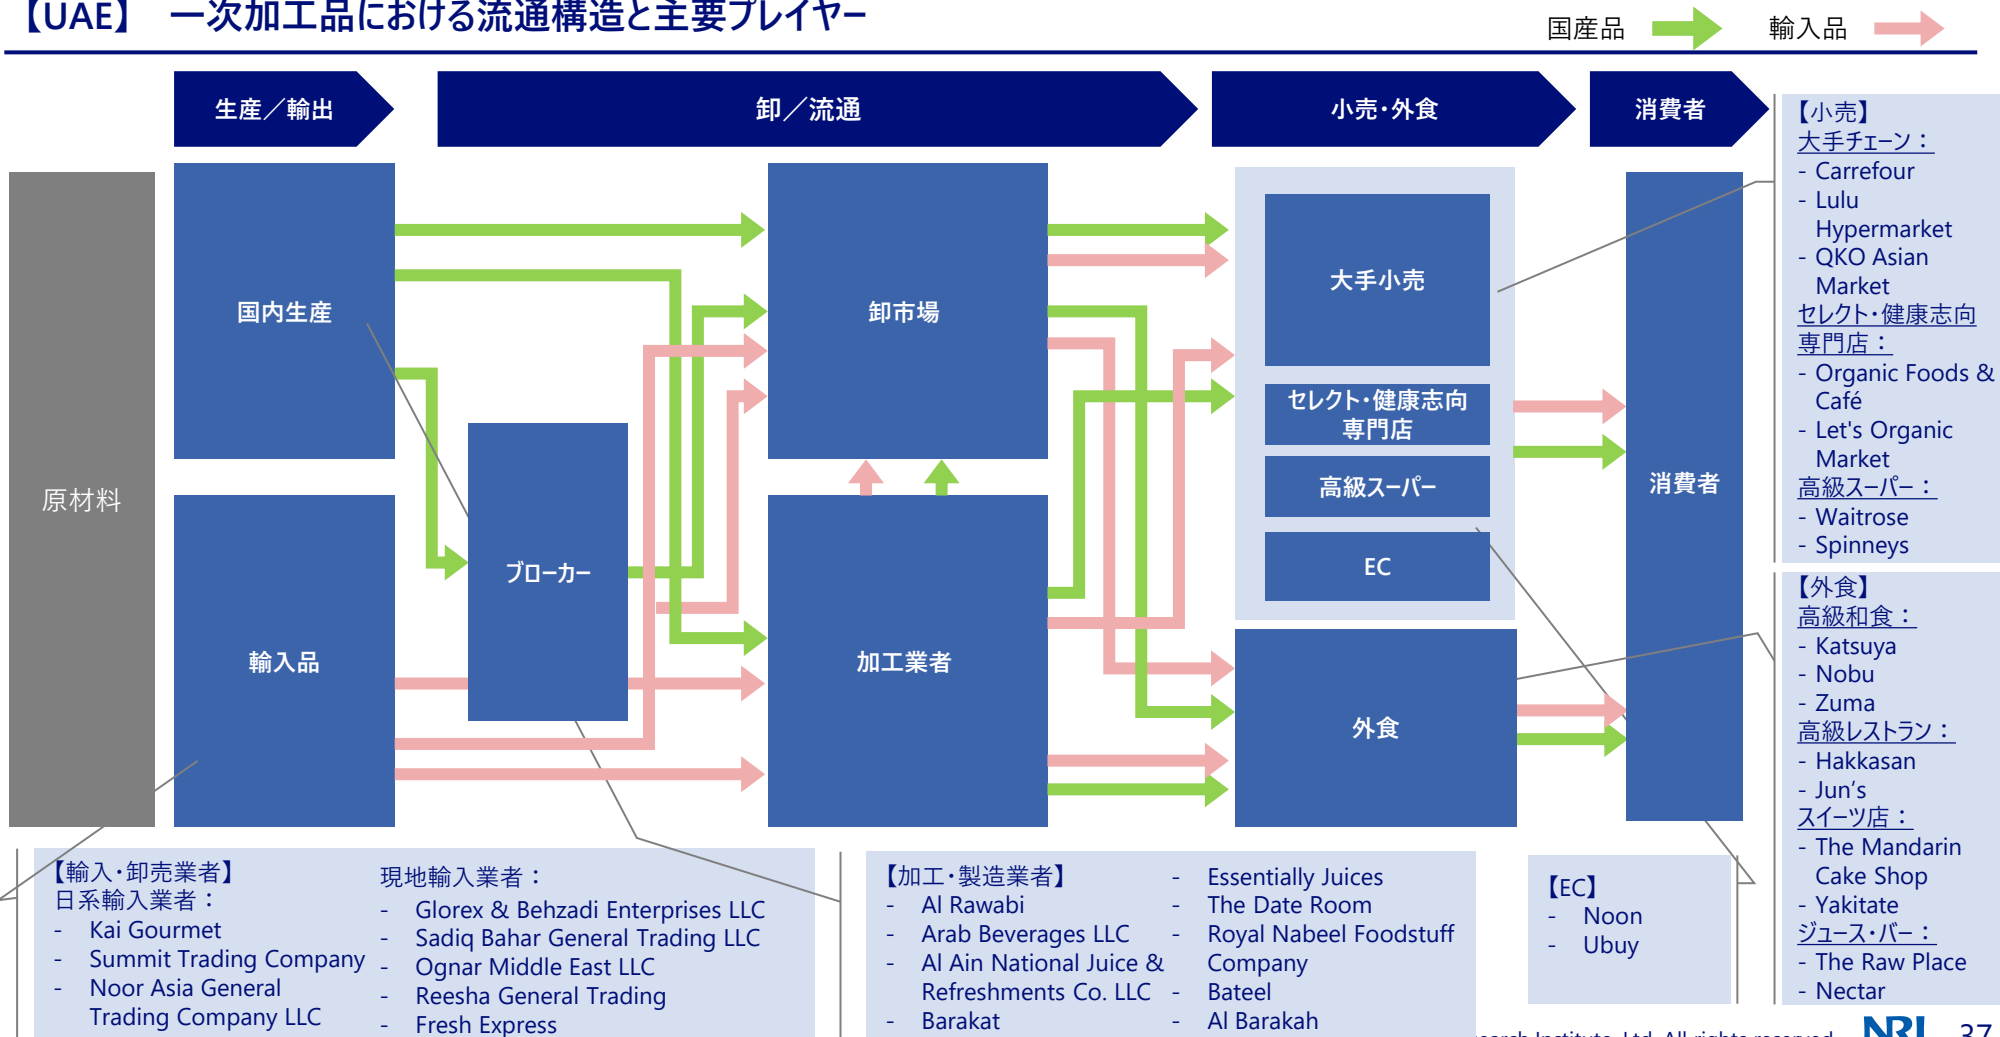 【UAE】 一次加工品における流通構造と主要プレイヤー
国産品
輸入品
生産／輸出
卸／流通
小売・外食
消費者
原材料
国内生産
輸入品
ブローカー
卸市場
加工業者
大手小売
セレクト・健康志向
専門店
高級スーパー
EC
外食
消費者
【小売】
大手チェーン：
- Carrefour
- Lulu
Hypermarket
- QKO Asian
Market
セレクト・健康志向
専門店：
- Organic Foods &
Café
- Let's Organic
Market
高級スーパー：
- Waitrose
- Spinneys
【外食】
高級和食：
- Katsuya
- Nobu
- Zuma
高級レストラン：
- Hakkasan
- Jun‘s
スイーツ店：
- The Mandarin
Cake Shop
- Yakitate
ジュース・バー：
- The Raw Place
- Nectar
【輸入・卸売業者】
日系輸入業者：
- Kai Gourmet
- Summit Trading Company
- Noor Asia General
Trading Company LLC
現地輸入業者：
- Glorex & Behzadi Enterprises LLC
- Sadiq Bahar General Trading LLC
- Ognar Middle East LLC
- Reesha General Trading
- Fresh Express
【加工・製造業者】
- Al Rawabi
- Arab Beverages LLC
- Al Ain National Juice &
Refreshments Co. LLC
- Barakat
- Essentially Juices
- The Date Room
- Royal Nabeel Foodstuff
Company
- Bateel
- Al Barakah
【EC】
- Noon
- Ubuy
Institute, Ltd. All rights reserved.
NRI
37